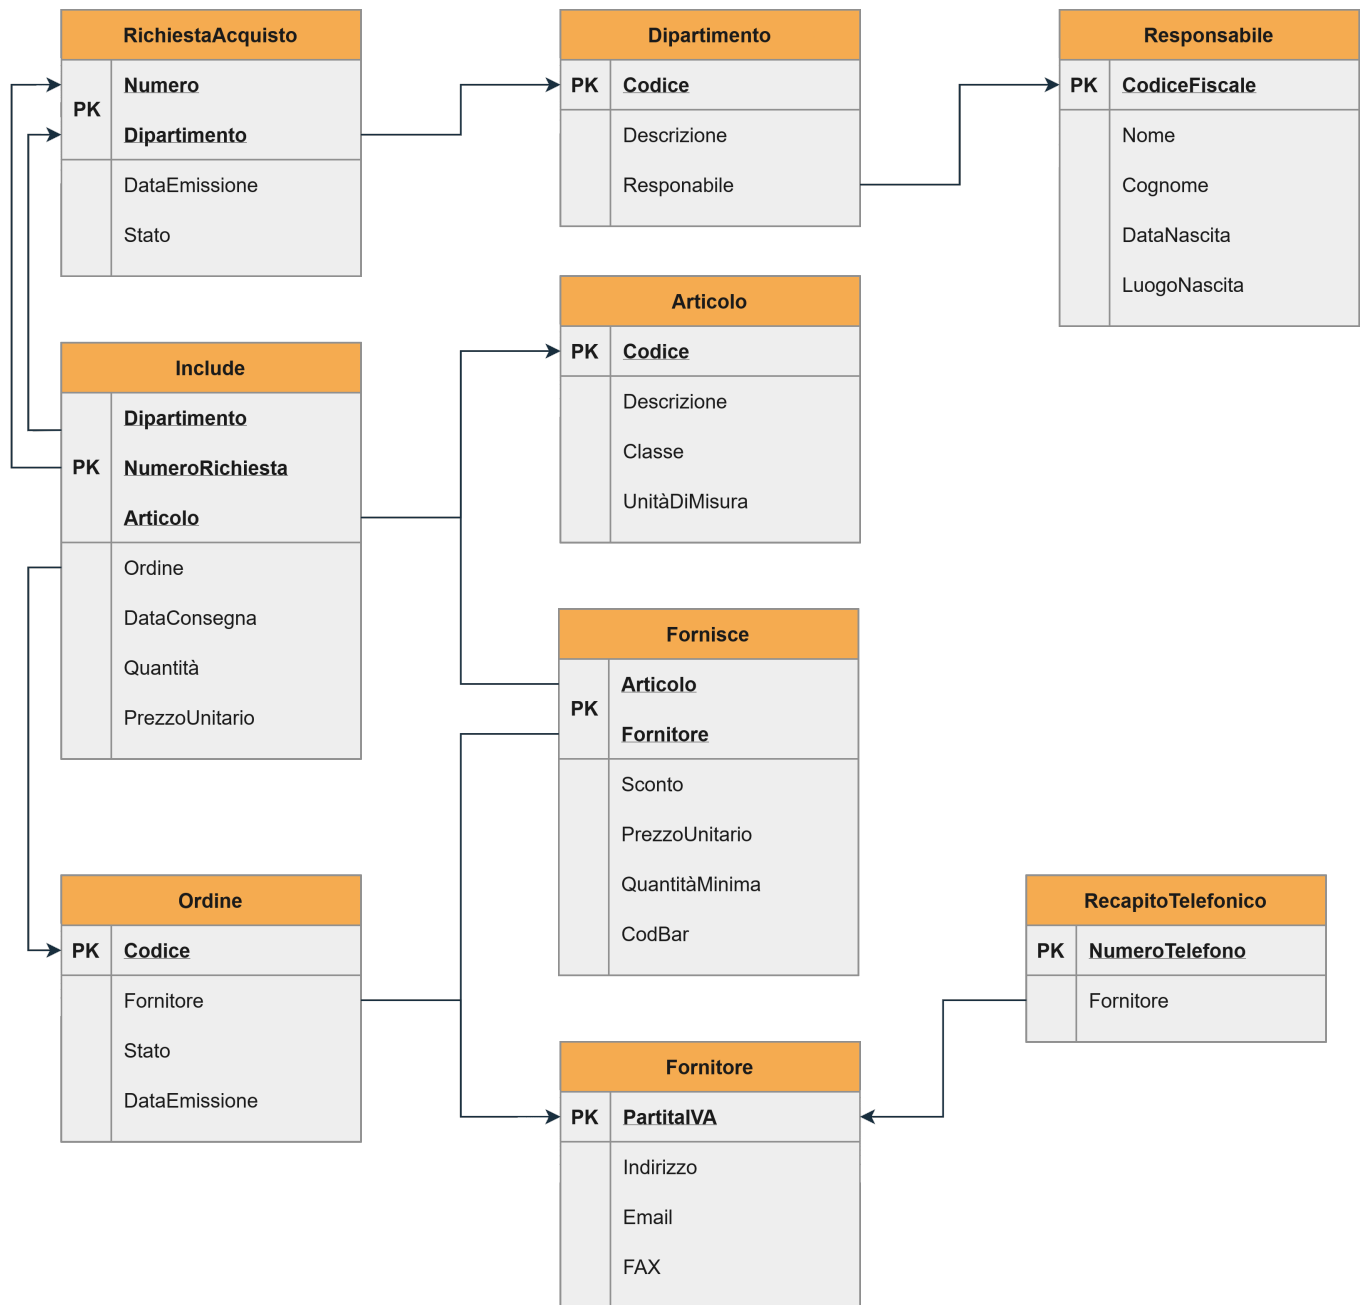 RichiestaAcquisto
PK
Numero
Dipartimento
DataEmissione
Stato
Dipartimento
PK
Codice
Descrizione
Responabile
Responsabile
PK
CodiceFiscale
Nome
Cognome
DataNascita
LuogoNascita
Articolo
PK
Codice
Descrizione
Classe
UnitàDiMisura
Include
PK
Dipartimento
NumeroRichiesta
Articolo
Ordine
DataConsegna
Quantità
PrezzoUnitario
Fornisce
PK
Articolo
Fornitore
Sconto
PrezzoUnitario
QuantitàMinima
CodBar
Ordine
PK
Codice
Fornitore
Stato
DataEmissione
RecapitoTelefonico
PK
NumeroTelefono
Fornitore
Fornitore
PK
PartitaIVA
Indirizzo
Email
FAX